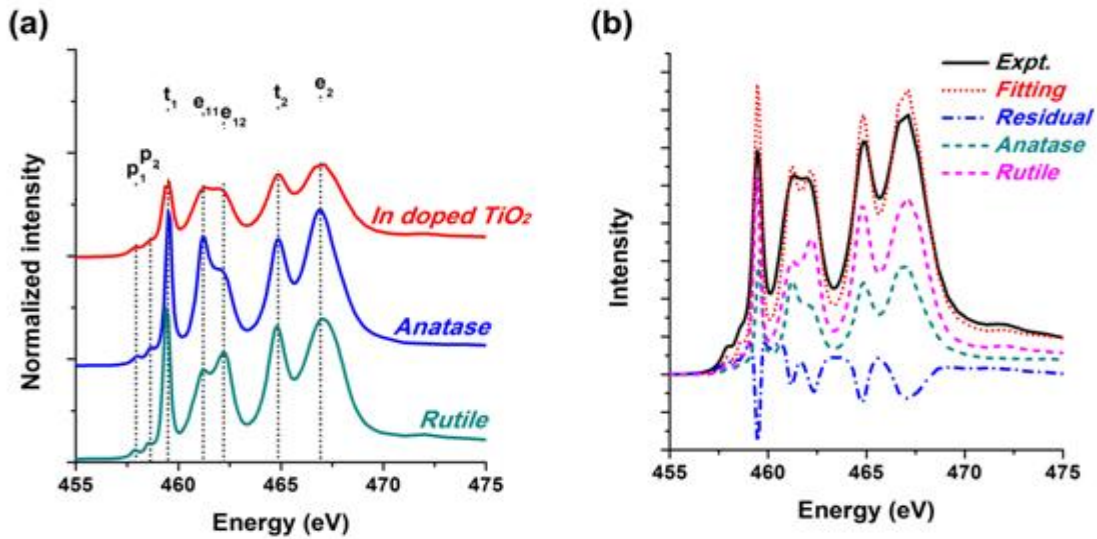 (a)
Normalized intensity
p₁
p₂
t₁
e₁₁
e₁₂
t₂
e₂
In doped TiO₂
Anatase
Rutile
455 460 465 470 475
Energy (eV)
(b)
Intensity
Expt.
Fitting
Residual
Anatase
Rutile
455 460 465 470 475
Energy (eV)